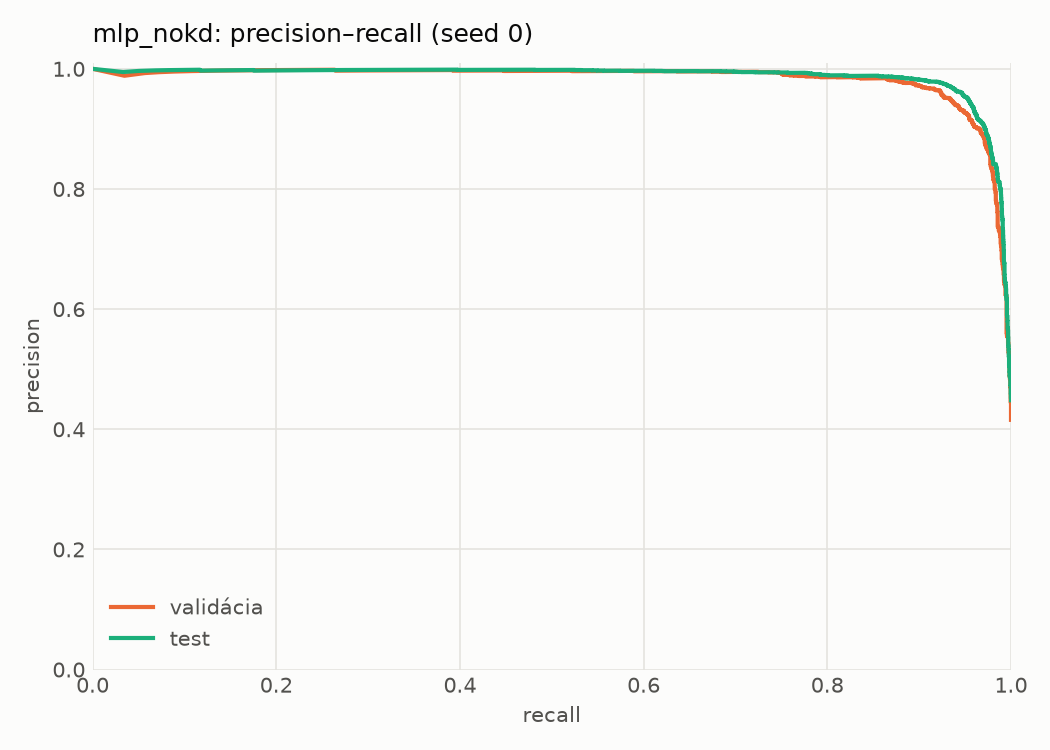 mlp_nokd: precision–recall (seed 0)
1.0
0.8
0.6
0.4
0.2
0.0
precision
validácia
test
0.0 0.2 0.4 0.6 0.8 1.0
recall